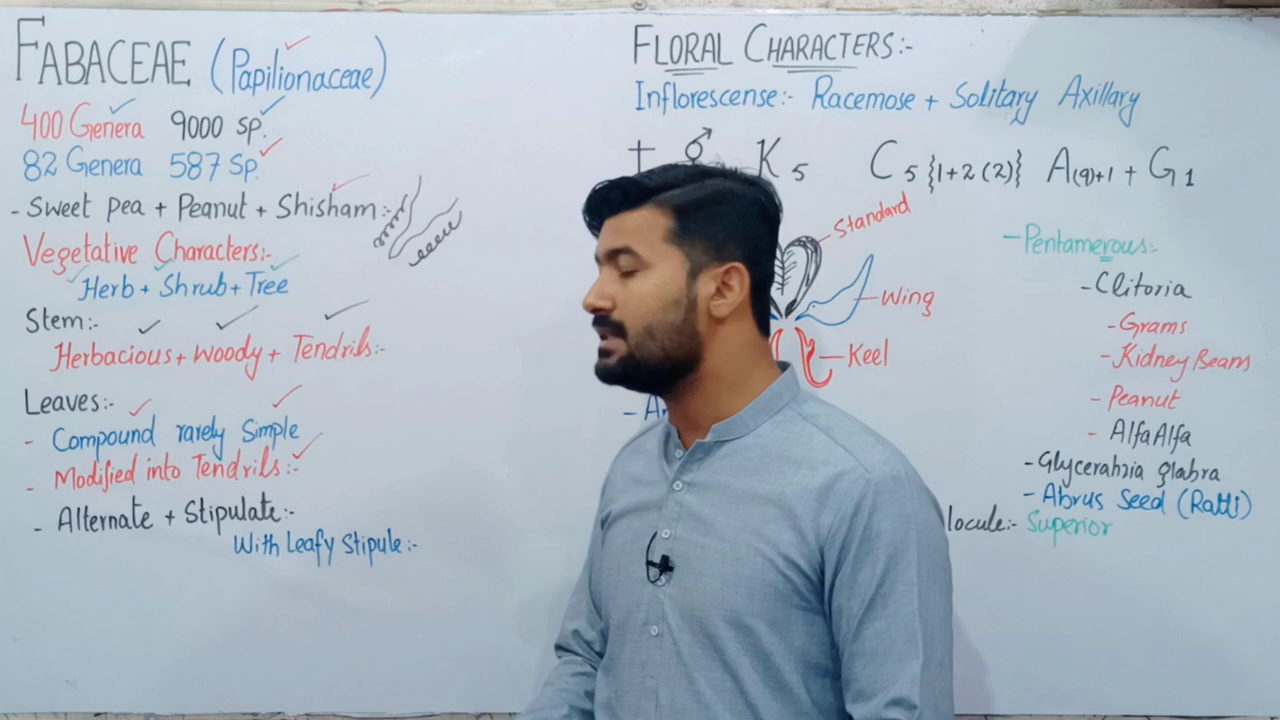 FABACEAE (Papilionaceae)
400 Genera 9000 sp.
82 Genera 587 Sp.
- Sweet pea + Peanut + Shisham:-
Vegetative Characters:-
Herb + Shrub + Tree
Stem:-
Herbacious + Woody + Tendrils:-
Leaves:-
- Compound rarely Simple
- Modified into Tendrils:-
- Alternate + Stipulate:-
With Leafy Stipule:-
FLORAL CHARACTERS:-
Inflorescense:- Racemose + Solitary Axillary
+ ⚥ K5 C5{1+2(2)} A(9)+1 + G1
Standard
Wing
Keel
- Pentamerous:-
- Clitoria
- Grams
- Kidney Beams
- Peanut
- AlfaAlfa
- Glycerahzia glabra
- Abrus Seed (Ratti)
locule:- Superior